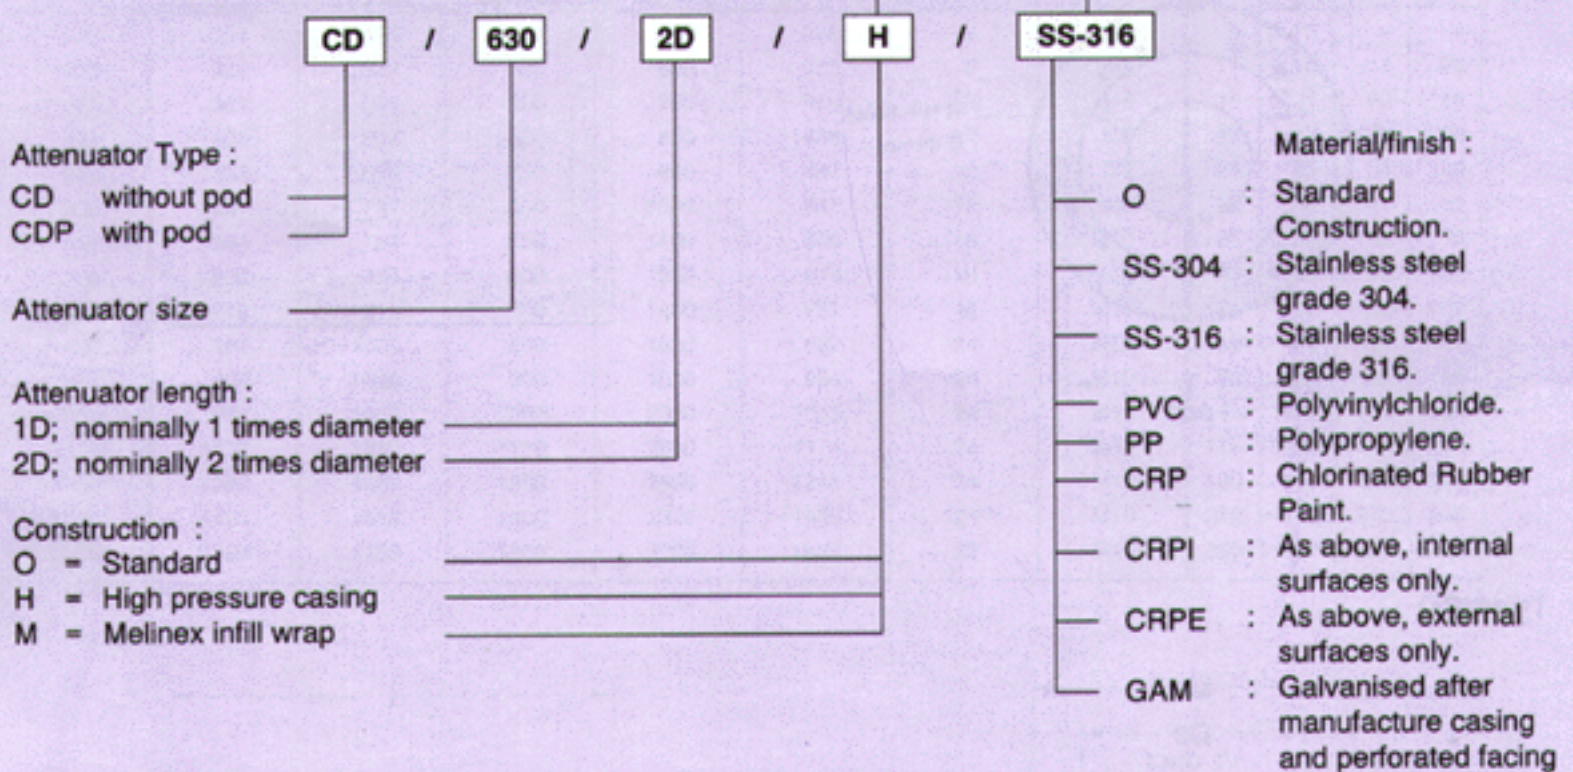 CD / 630 / 2D / H / SS-316
Attenuator Type :
CD without pod
CDP with pod
Attenuator size
Attenuator length :
1D; nominally 1 times diameter
2D; nominally 2 times diameter
Construction :
O = Standard
H = High pressure casing
M = Melinex infill wrap
Material/finish :
O : Standard
Construction.
SS-304 : Stainless steel
grade 304.
SS-316 : Stainless steel
grade 316.
PVC : Polyvinylchloride.
PP : Polypropylene.
CRP : Chlorinated Rubber
Paint.
CRPI : As above, internal
surfaces only.
CRPE : As above, external
surfaces only.
GAM : Galvanised after
manufacture casing
and perforated facing